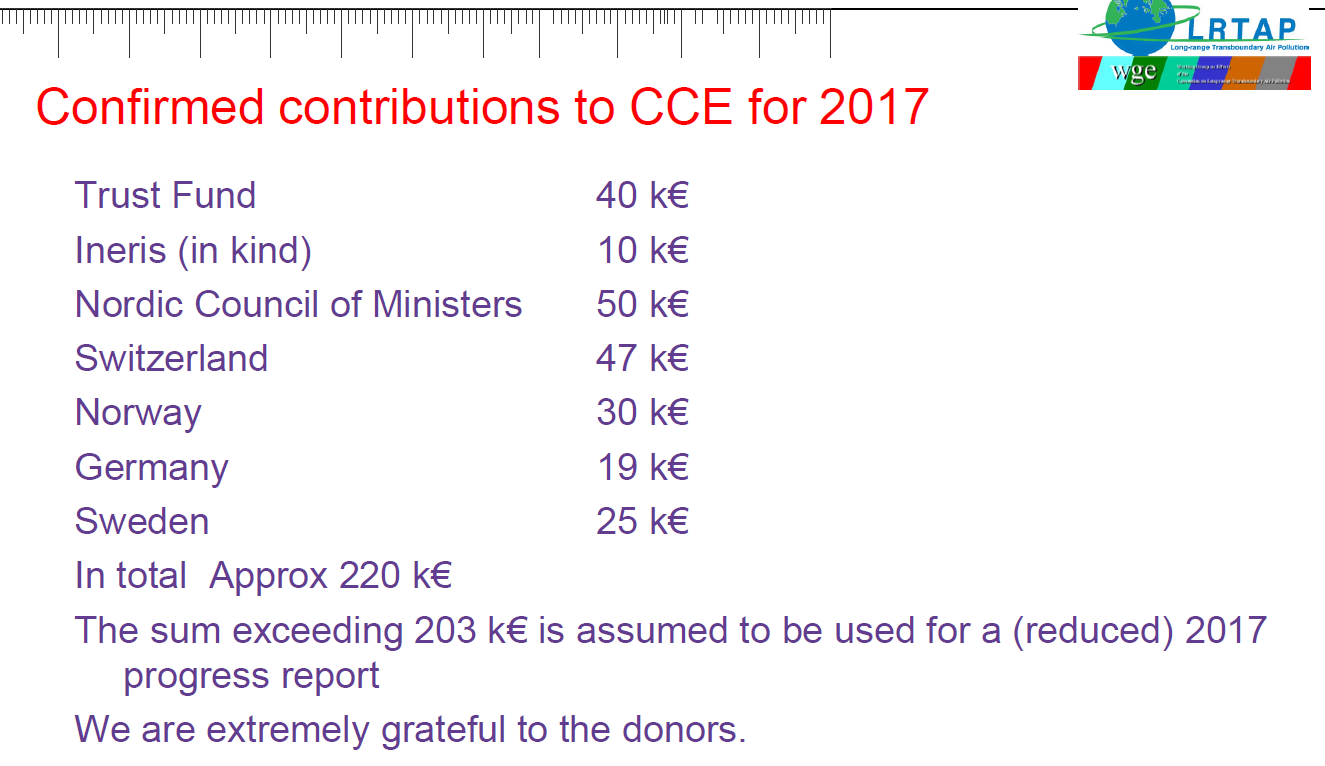 LRTAP
Long-range Transboundary Air Pollution
wge
Confirmed contributions to CCE for 2017
Trust Fund 40 k€
Ineris (in kind) 10 k€
Nordic Council of Ministers 50 k€
Switzerland 47 k€
Norway 30 k€
Germany 19 k€
Sweden 25 k€
In total Approx 220 k€
The sum exceeding 203 k€ is assumed to be used for a (reduced) 2017
progress report
We are extremely grateful to the donors.